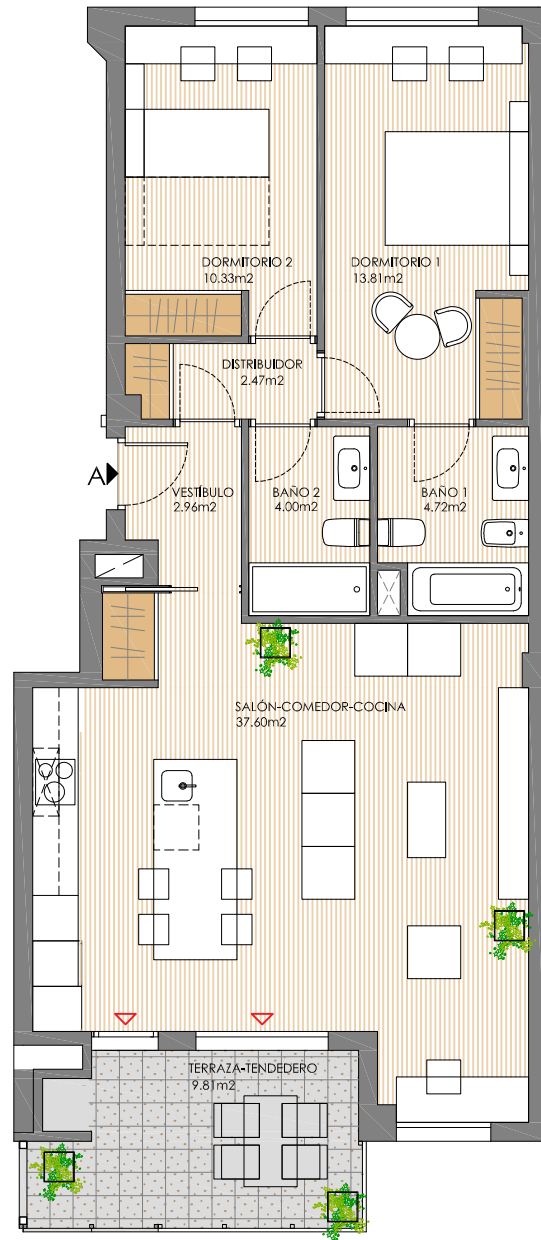 DORMITORIO 2
10.33m2
DORMITORIO 1
13.81m2
DISTRIBUIDOR
2.47m2
A
VESTÍBULO
2.96m2
BAÑO 2
4.00m2
BAÑO 1
4.72m2
SALÓN-COMEDOR-COCINA
37.60m2
TERRAZA-TENDEDERO
9.81m2